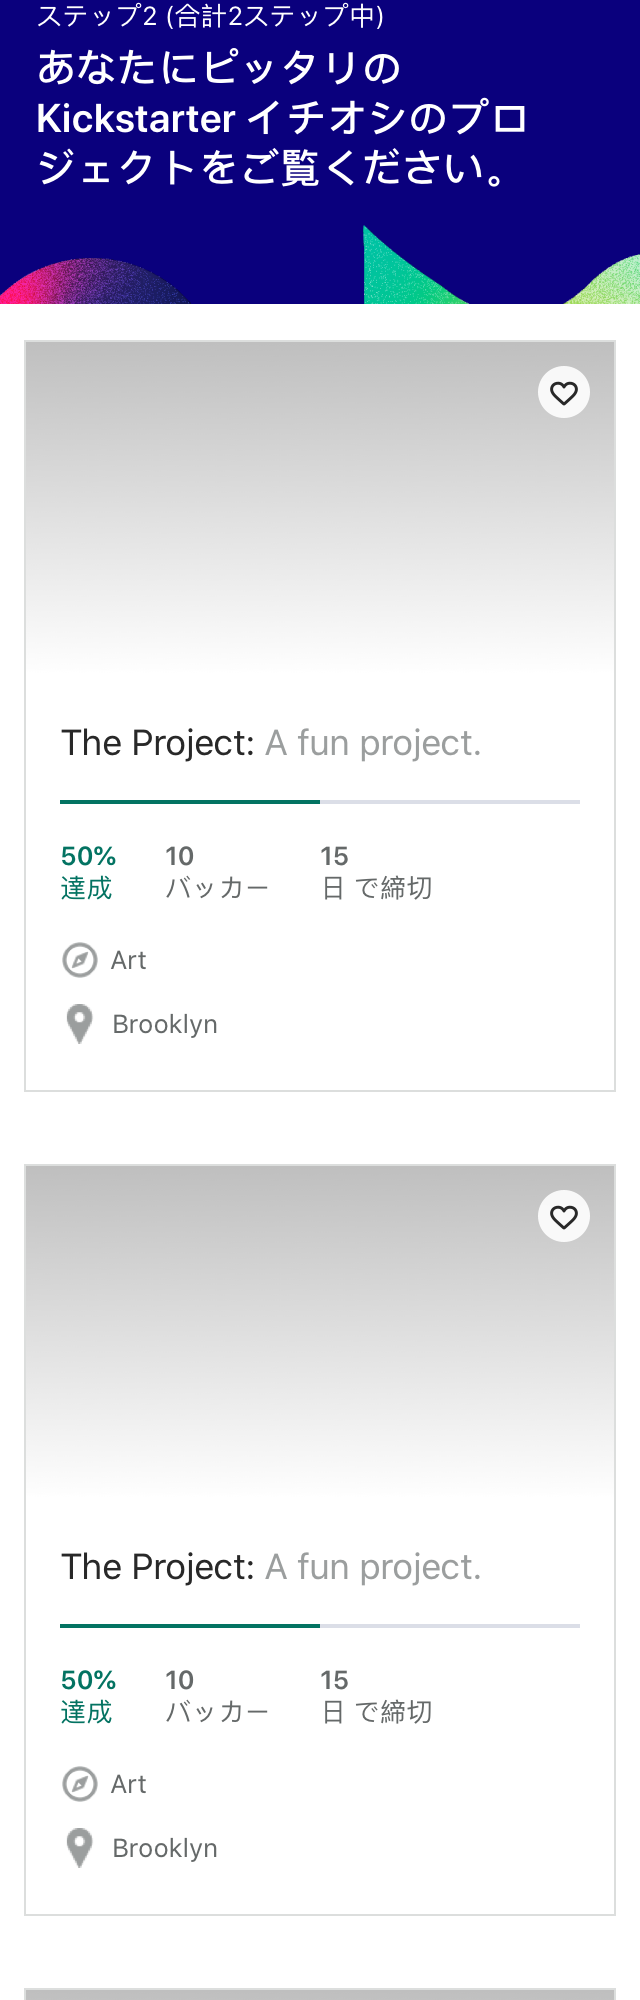 ステップ2 (合計2ステップ中)
あなたにピッタリの
Kickstarter イチオシのプロ
ジェクトをご覧ください。
The Project: A fun project.
50% 10 15
達成 バッカー 日 で締切
Art
Brooklyn
The Project: A fun project.
50% 10 15
達成 バッカー 日 で締切
Art
Brooklyn